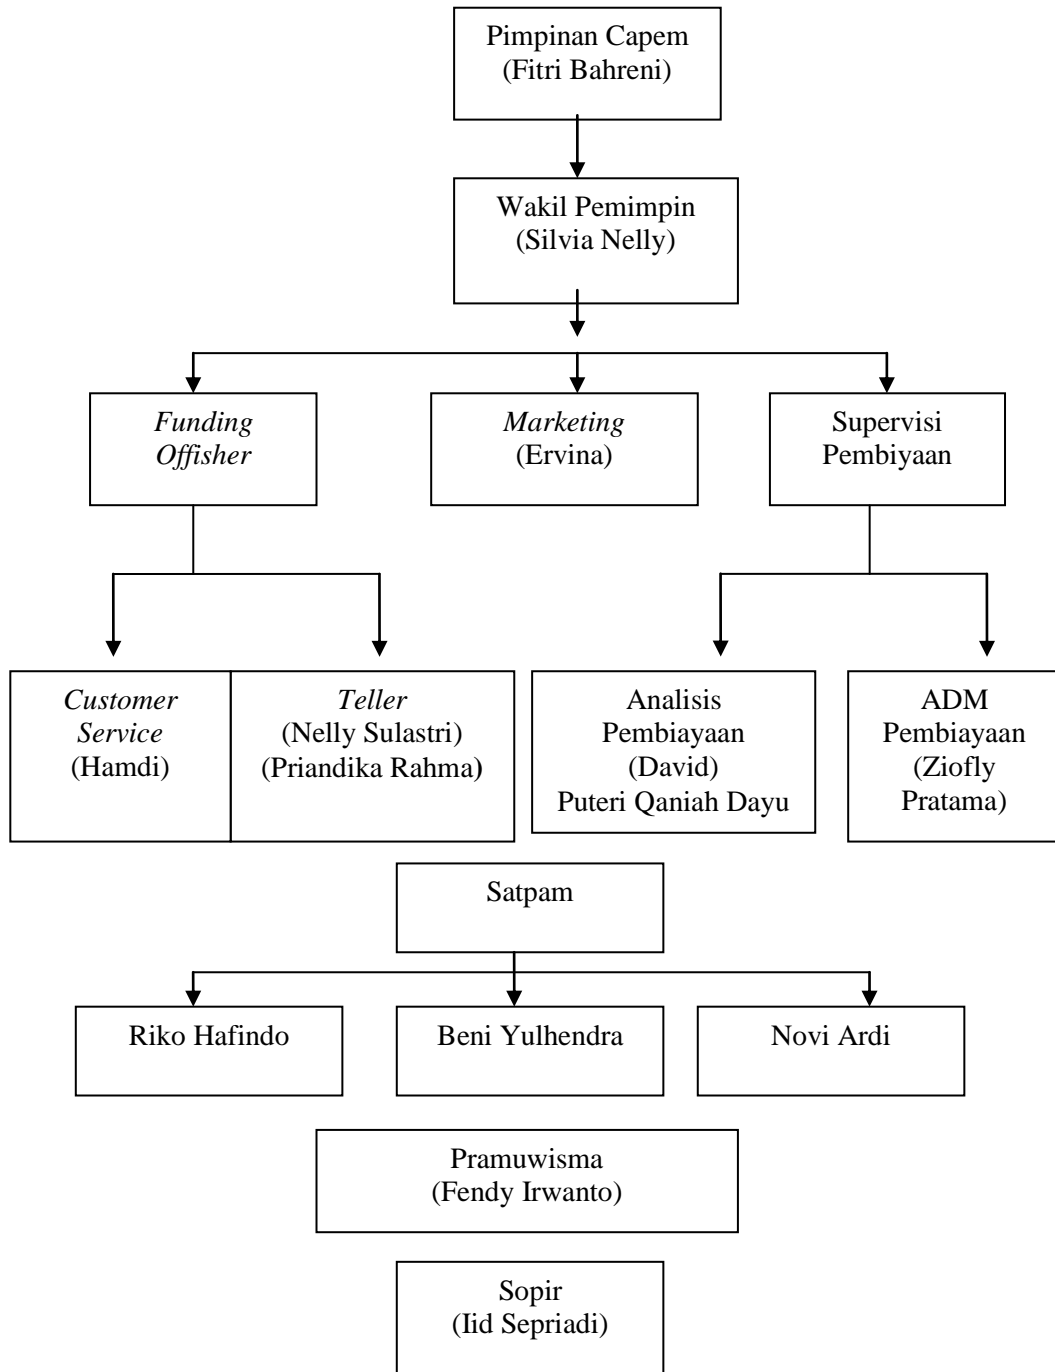 Pimpinan Capem
(Fitri Bahreni)
Wakil Pemimpin
(Silvia Nelly)
Funding
Offisher
Marketing
(Ervina)
Supervisi
Pembiyaan
Customer
Service
(Hamdi)
Teller
(Nelly Sulastri)
(Priandika Rahma)
Analisis
Pembiayaan
(David)
Puteri Qaniah Dayu
ADM
Pembiayaan
(Ziofly
Pratama)
Satpam
Riko Hafindo
Beni Yulhendra
Novi Ardi
Pramuwisma
(Fendy Irwanto)
Sopir
(Iid Sepriadi)